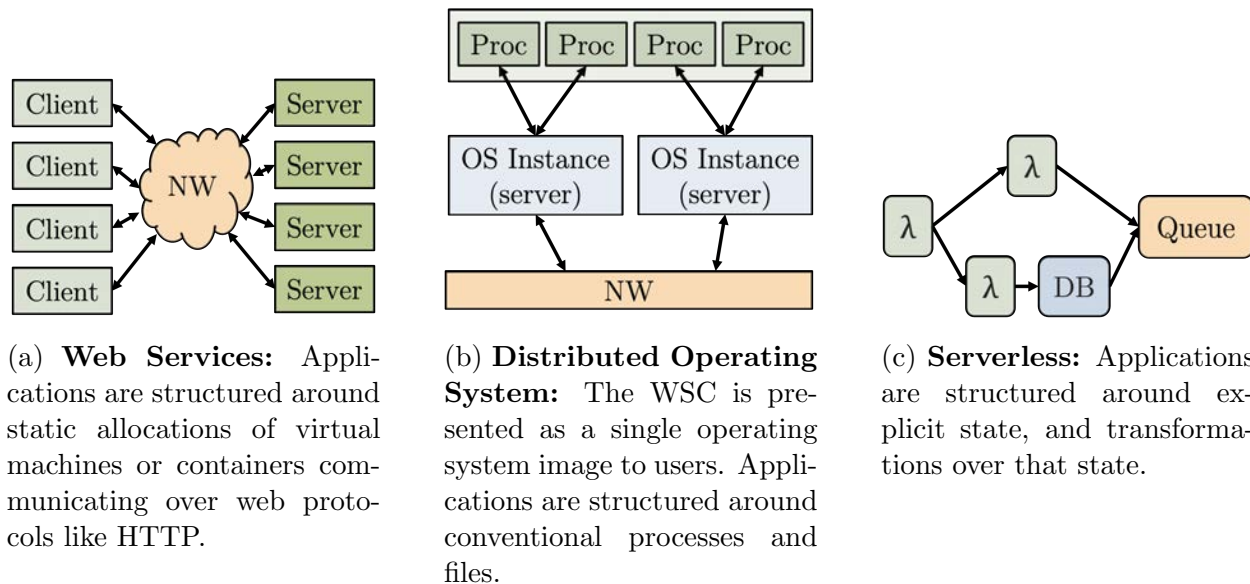 Client
Client
Client
Client
NW
Server
Server
Server
Server
(a) Web Services: Appli-
cations are structured around
static allocations of virtual
machines or containers com-
municating over web proto-
cols like HTTP.
Proc Proc Proc Proc
OS Instance
(server)
OS Instance
(server)
NW
(b) Distributed Operating
System: The WSC is pre-
sented as a single operating
system image to users. Appli-
cations are structured around
conventional processes and
files.
λ
λ
λ
DB
Queue
(c) Serverless: Applications
are structured around ex-
plicit state, and transforma-
tions over that state.